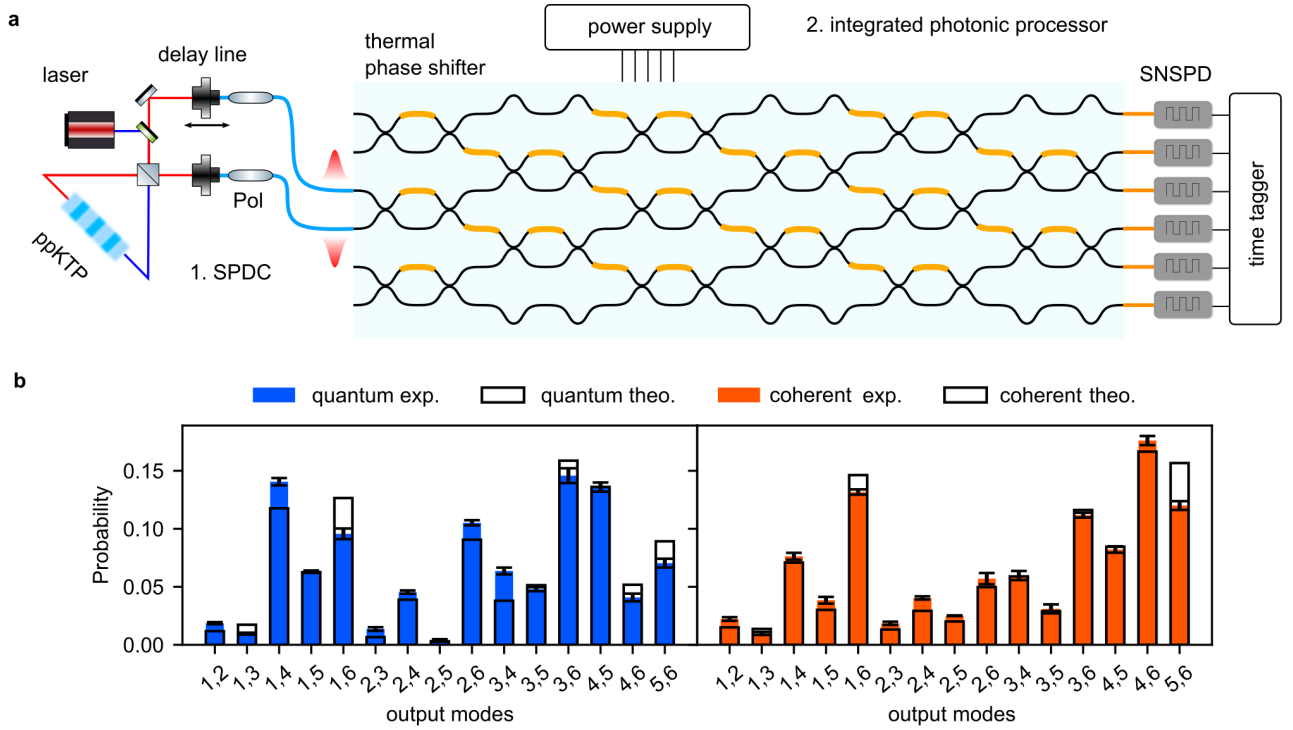 a
laser
delay line
thermal
phase shifter
power supply
2. integrated photonic processor
SNSPD
Pol
ppKTP
1. SPDC
time tagger
b
quantum exp.
quantum theo.
coherent exp.
coherent theo.
Probability
0.15
0.10
0.05
0.00
1,2 1,3 1,4 1,5 1,6 2,3 2,4 2,5 2,6 3,4 3,5 3,6 4,5 4,6 5,6
1,2 1,3 1,4 1,5 1,6 2,3 2,4 2,5 2,6 3,4 3,5 3,6 4,5 4,6 5,6
output modes
output modes